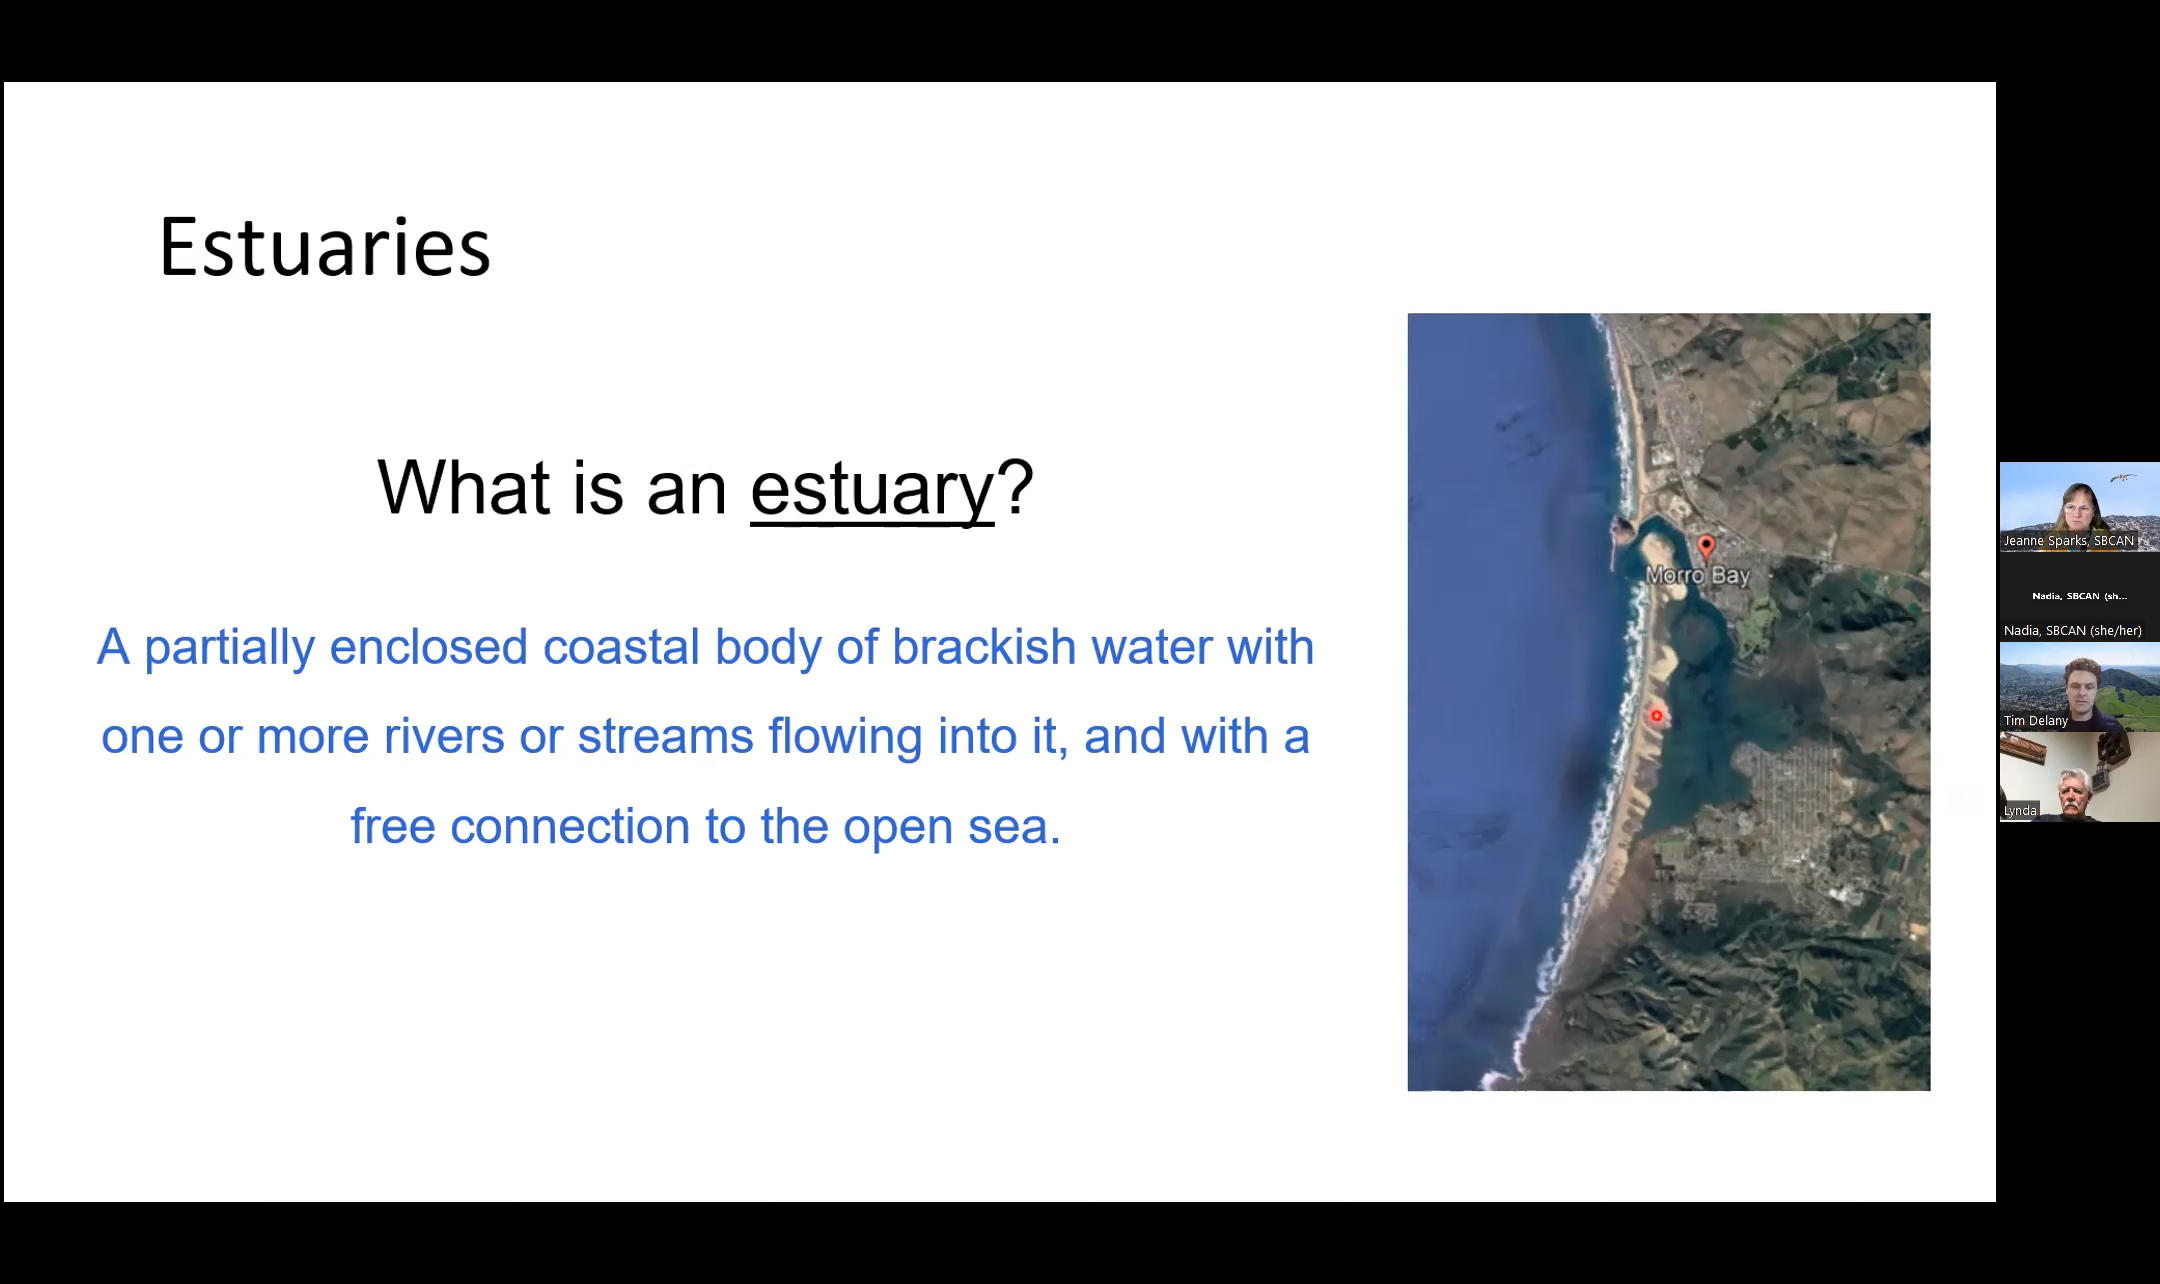 Estuaries
What is an estuary?
A partially enclosed coastal body of brackish water with
one or more rivers or streams flowing into it, and with a
free connection to the open sea.
Morro Bay
Jeanne Sparks, SBCAN
Nadia, SBCAN (sh...
Nadia, SBCAN (she/her)
Tim Delany
Lynda